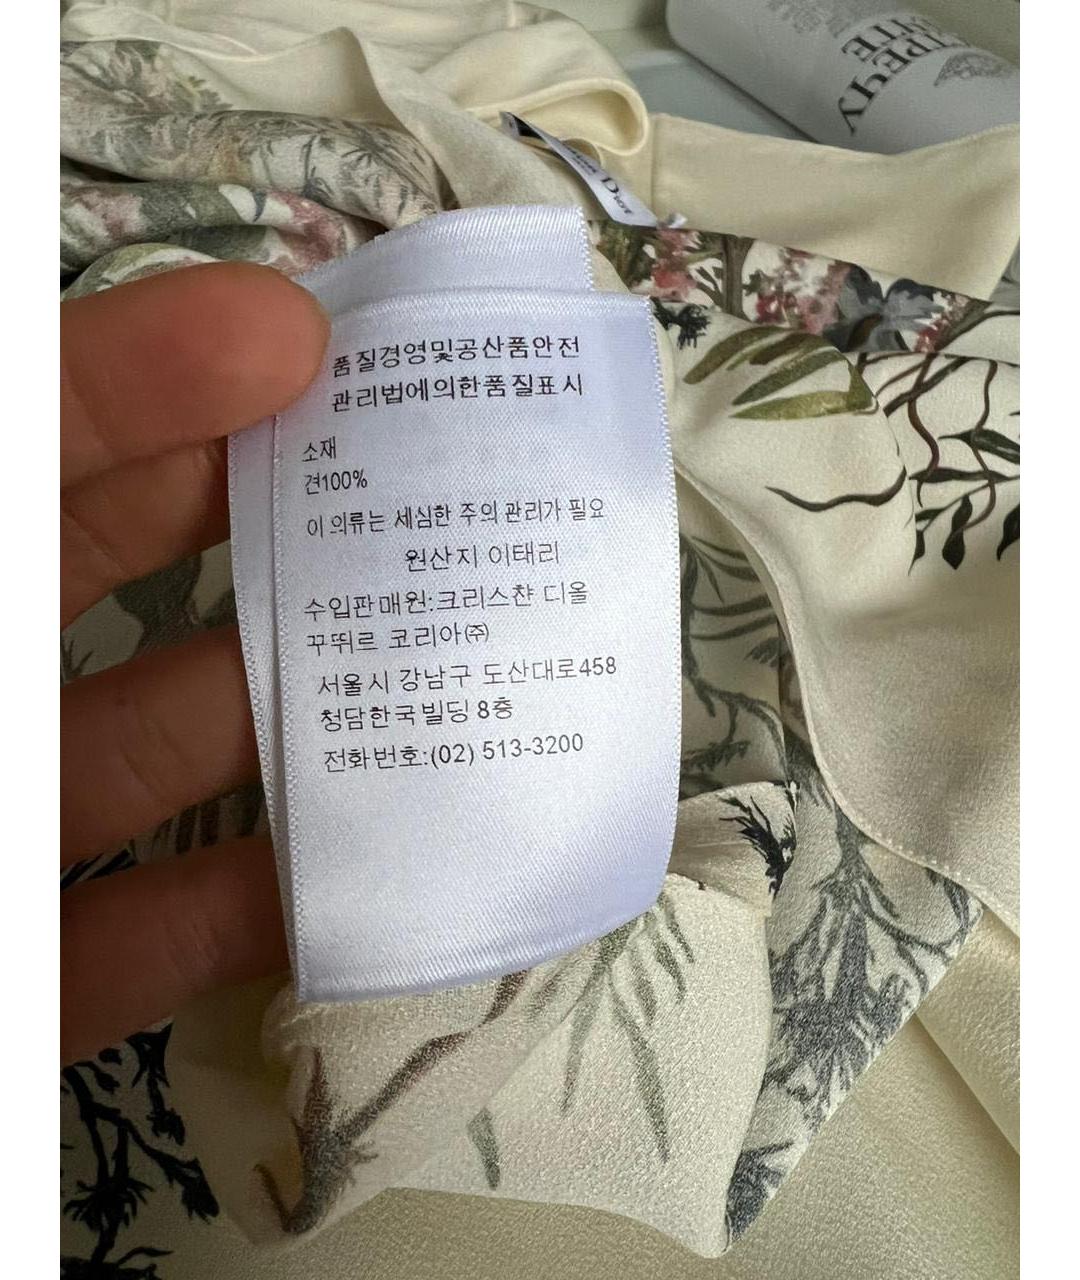 품질경영및공산품안전
관리법에의한품질표시
소재
견100%
이 의류는 세심한 주의 관리가 필요
원산지 이태리
수입판매원:크리스챤 디올
꾸뛰르 코리아㈜
서울시 강남구 도산대로458
청담한국빌딩 8층
전화번호:(02) 513-3200
Dior